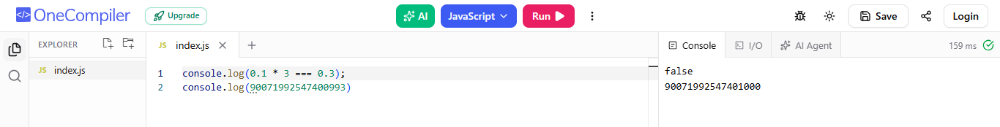 </> OneCompiler Upgrade AI JavaScript Run Save Login
EXPLORER JS index.js × + Console I/O AI Agent 159 ms
JS index.js
1 console.log(0.1 * 3 === 0.3);
2 console.log(90071992547400993)
false
90071992547401000